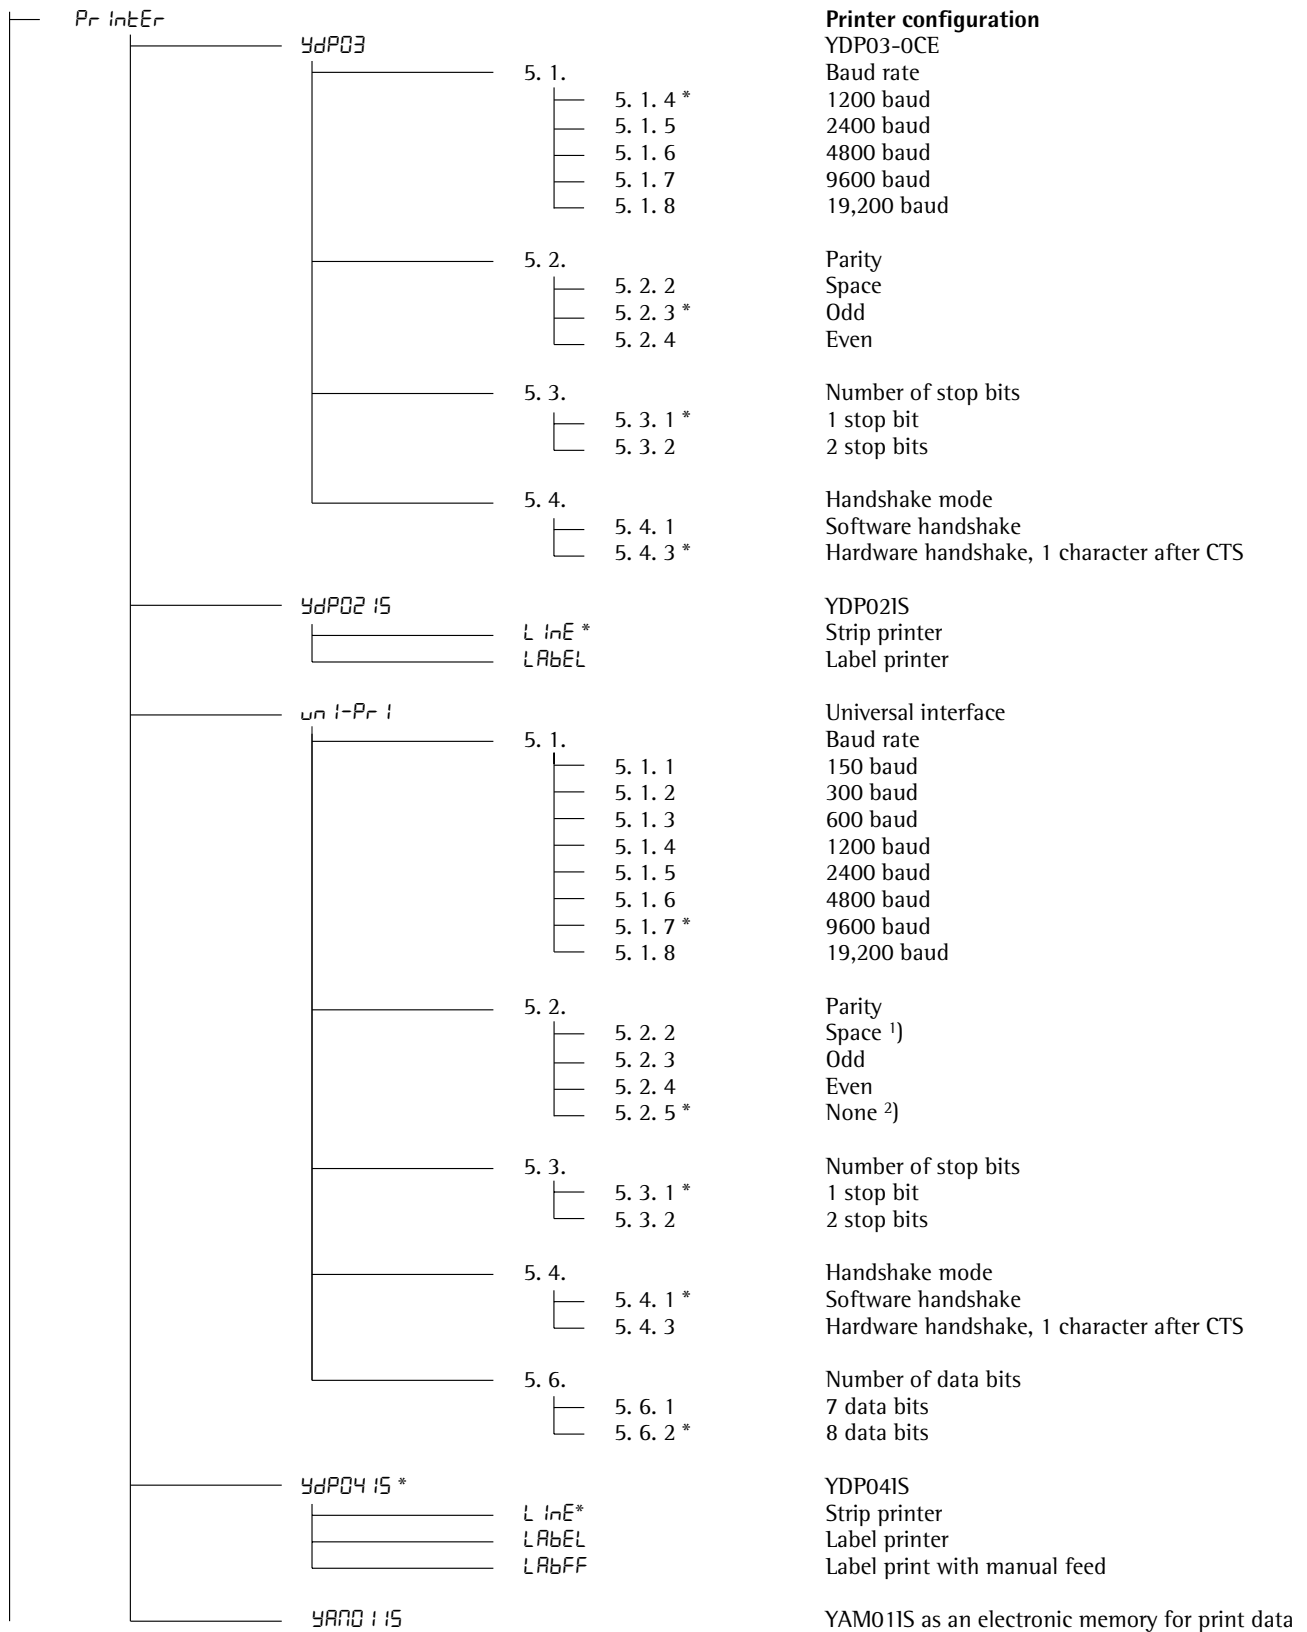 PrIntEr Printer configuration
YdP03 YDP03-0CE
5. 1. Baud rate
5. 1. 4 * 1200 baud
5. 1. 5 2400 baud
5. 1. 6 4800 baud
5. 1. 7 9600 baud
5. 1. 8 19,200 baud
5. 2. Parity
5. 2. 2 Space
5. 2. 3 * Odd
5. 2. 4 Even
5. 3. Number of stop bits
5. 3. 1 * 1 stop bit
5. 3. 2 2 stop bits
5. 4. Handshake mode
5. 4. 1 Software handshake
5. 4. 3 * Hardware handshake, 1 character after CTS
YdP02IS YDP02IS
LInE * Strip printer
LAbEL Label printer
unI-PrI Universal interface
5. 1. Baud rate
5. 1. 1 150 baud
5. 1. 2 300 baud
5. 1. 3 600 baud
5. 1. 4 1200 baud
5. 1. 5 2400 baud
5. 1. 6 4800 baud
5. 1. 7 * 9600 baud
5. 1. 8 19,200 baud
5. 2. Parity
5. 2. 2 Space ¹)
5. 2. 3 Odd
5. 2. 4 Even
5. 2. 5 * None ²)
5. 3. Number of stop bits
5. 3. 1 * 1 stop bit
5. 3. 2 2 stop bits
5. 4. Handshake mode
5. 4. 1 * Software handshake
5. 4. 3 Hardware handshake, 1 character after CTS
5. 6. Number of data bits
5. 6. 1 7 data bits
5. 6. 2 * 8 data bits
YdP04IS * YDP04IS
LInE* Strip printer
LAbEL Label printer
LAbFF Label print with manual feed
YAM01IS YAM01IS as an electronic memory for print data